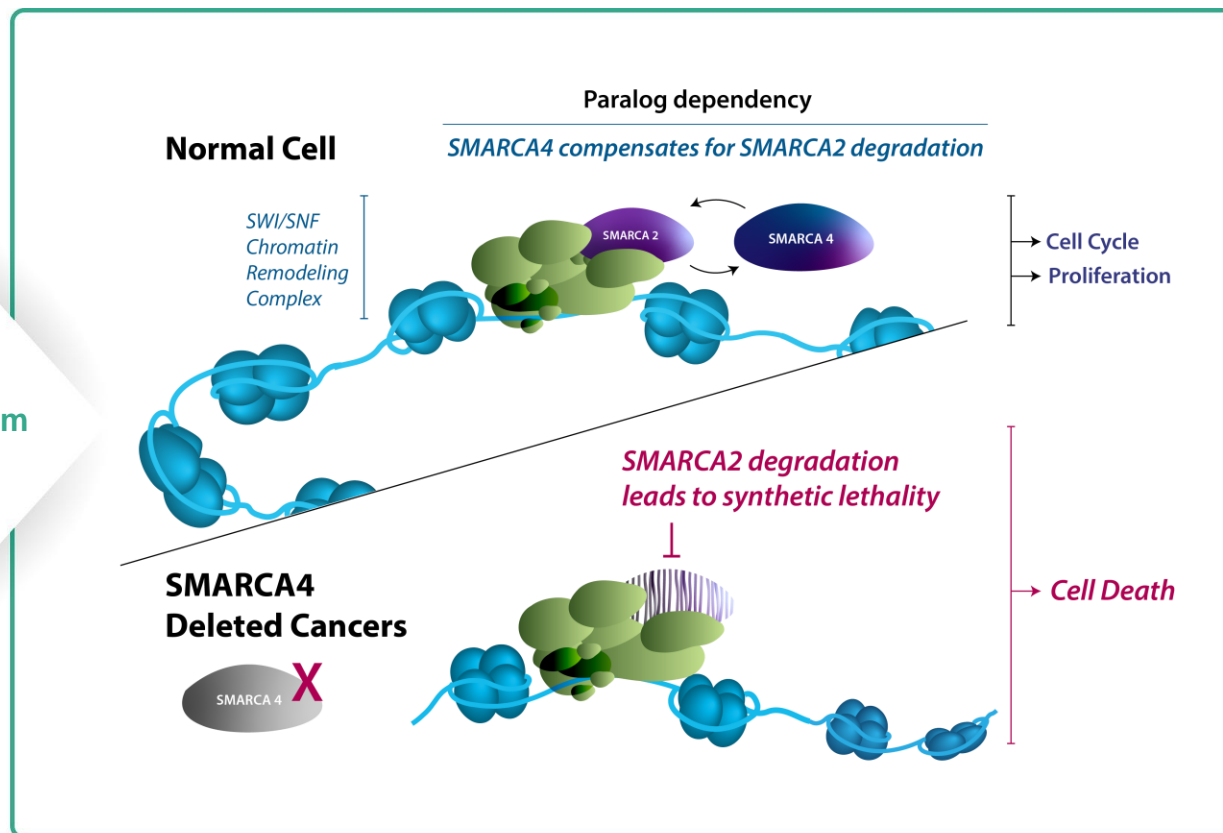 Paralog dependency
Normal Cell
SMARCA4 compensates for SMARCA2 degradation
SWI/SNF
Chromatin
Remodeling
Complex
SMARCA 2
SMARCA 4
Cell Cycle
Proliferation
m
SMARCA2 degradation
leads to synthetic lethality
SMARCA4
Deleted Cancers
X
SMARCA 4
Cell Death